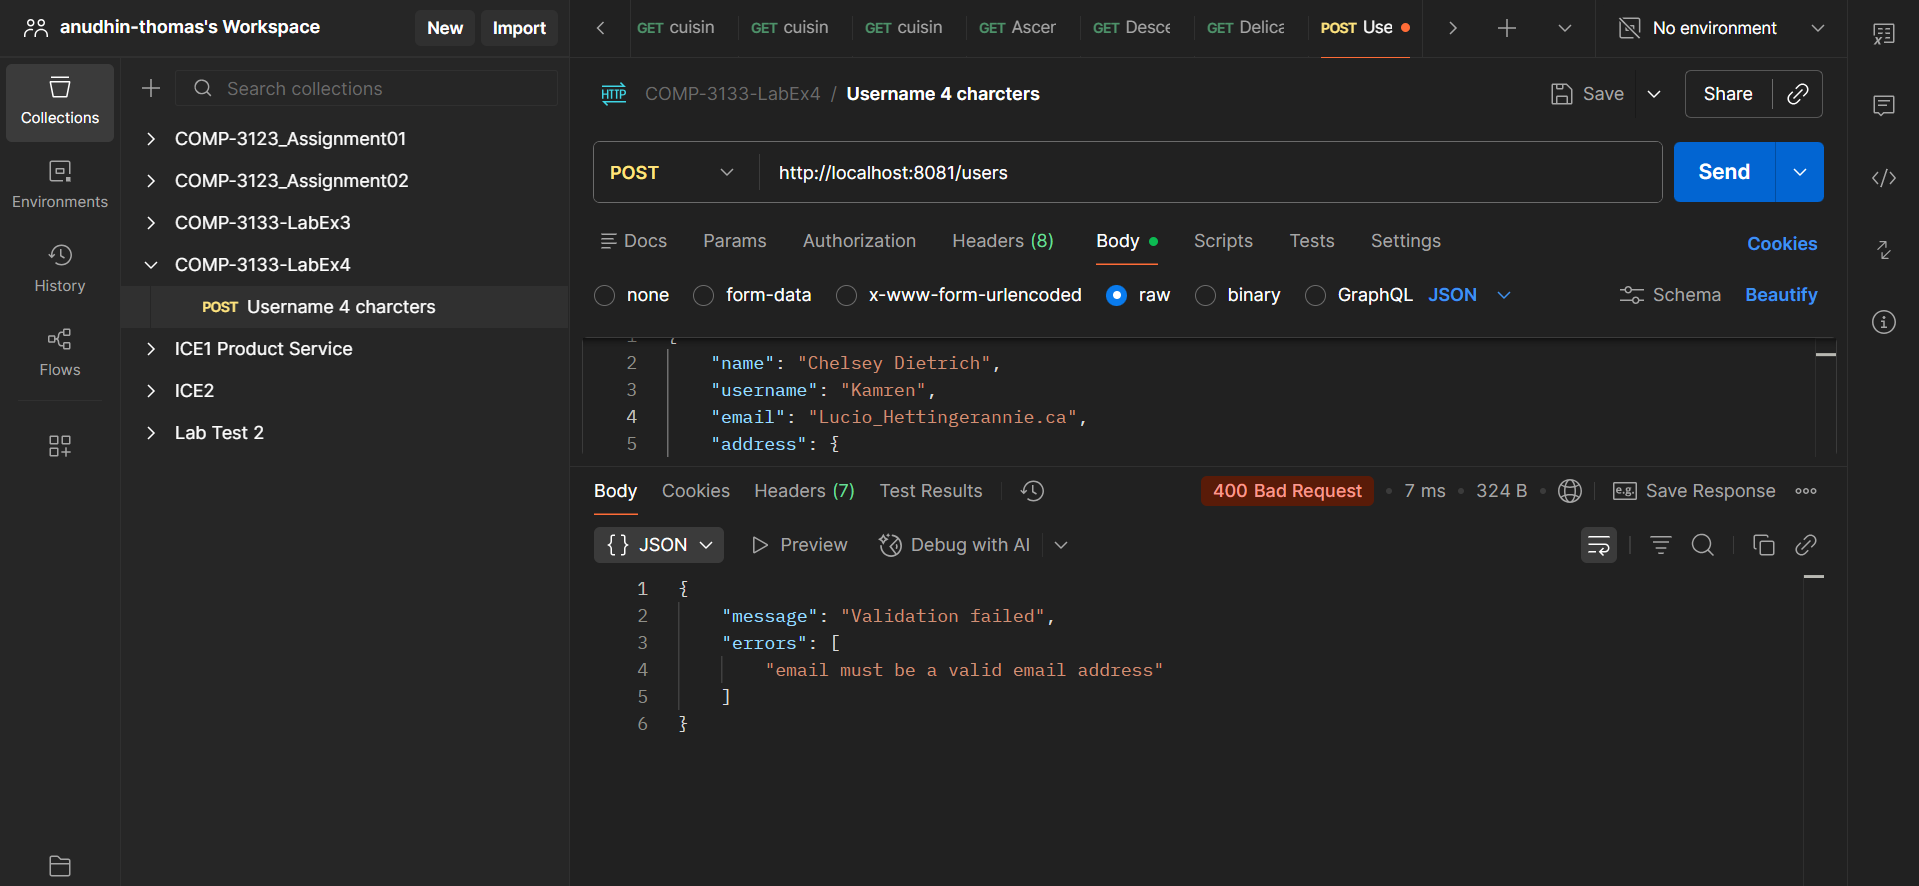 anudhin-thomas's Workspace
New
Import
GET cuisin
GET cuisin
GET cuisin
GET Ascer
GET Desce
GET Delica
POST Use
No environment
Collections
Environments
History
Flows
Search collections
COMP-3123_Assignment01
COMP-3123_Assignment02
COMP-3133-LabEx3
COMP-3133-LabEx4
POST Username 4 charcters
ICE1 Product Service
ICE2
Lab Test 2
HTTP COMP-3133-LabEx4 / Username 4 charcters
Save
Share
POST http://localhost:8081/users
Send
Docs Params Authorization Headers (8) Body Scripts Tests Settings
Cookies
none form-data x-www-form-urlencoded raw binary GraphQL JSON
Schema Beautify
1 {
2 "name": "Chelsey Dietrich",
3 "username": "Kamren",
4 "email": "Lucio_Hettingerannie.ca",
5 "address": {
Body Cookies Headers (7) Test Results
400 Bad Request • 7 ms • 324 B •
e.g. Save Response
{} JSON Preview Debug with AI
1 {
2 "message": "Validation failed",
3 "errors": [
4 "email must be a valid email address"
5 ]
6 }